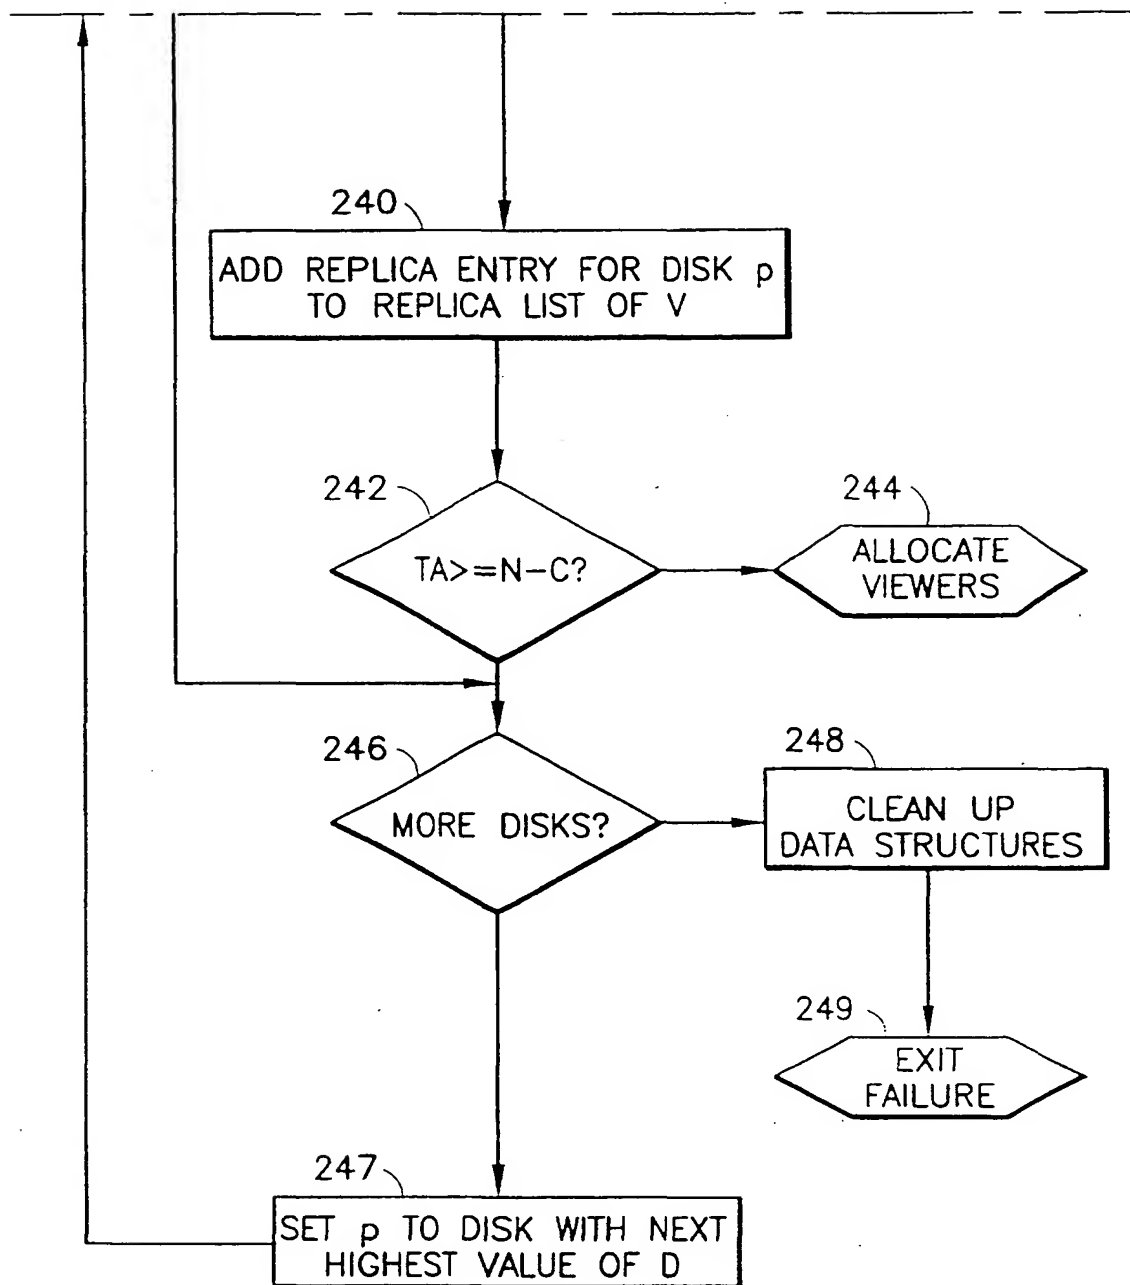 240
ADD REPLICA ENTRY FOR DISK p
TO REPLICA LIST OF V
242
TA>=N-C?
244
ALLOCATE
VIEWERS
246
MORE DISKS?
248
CLEAN UP
DATA STRUCTURES
249
EXIT
FAILURE
247
SET p TO DISK WITH NEXT
HIGHEST VALUE OF D